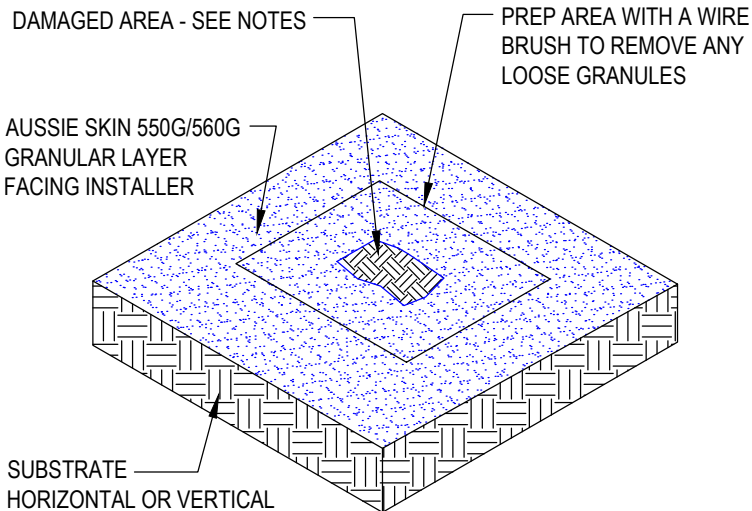 DAMAGED AREA - SEE NOTES
PREP AREA WITH A WIRE
BRUSH TO REMOVE ANY
LOOSE GRANULES
AUSSIE SKIN 550G/560G
GRANULAR LAYER
FACING INSTALLER
SUBSTRATE
HORIZONTAL OR VERTICAL